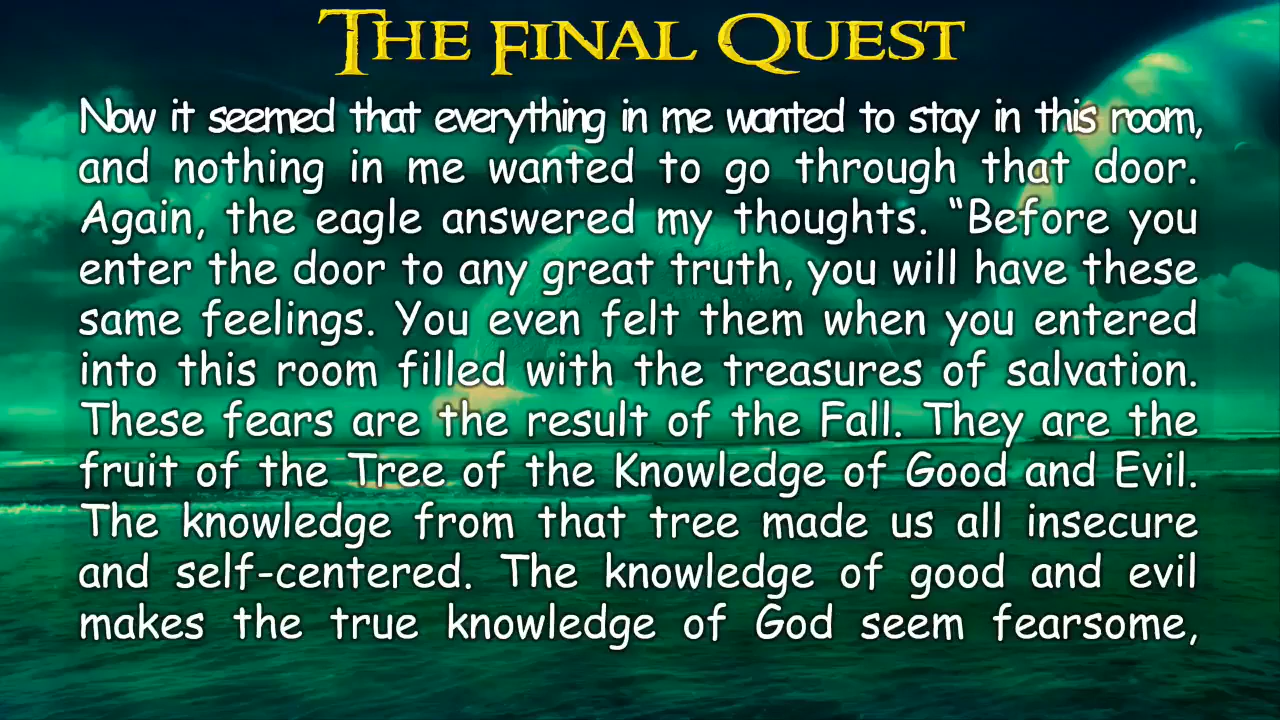 The Final Quest
Now it seemed that everything in me wanted to stay in this room,
and nothing in me wanted to go through that door.
Again, the eagle answered my thoughts. “Before you
enter the door to any great truth, you will have these
same feelings. You even felt them when you entered
into this room filled with the treasures of salvation.
These fears are the result of the Fall. They are the
fruit of the Tree of the Knowledge of Good and Evil.
The knowledge from that tree made us all insecure
and self-centered. The knowledge of good and evil
makes the true knowledge of God seem fearsome,